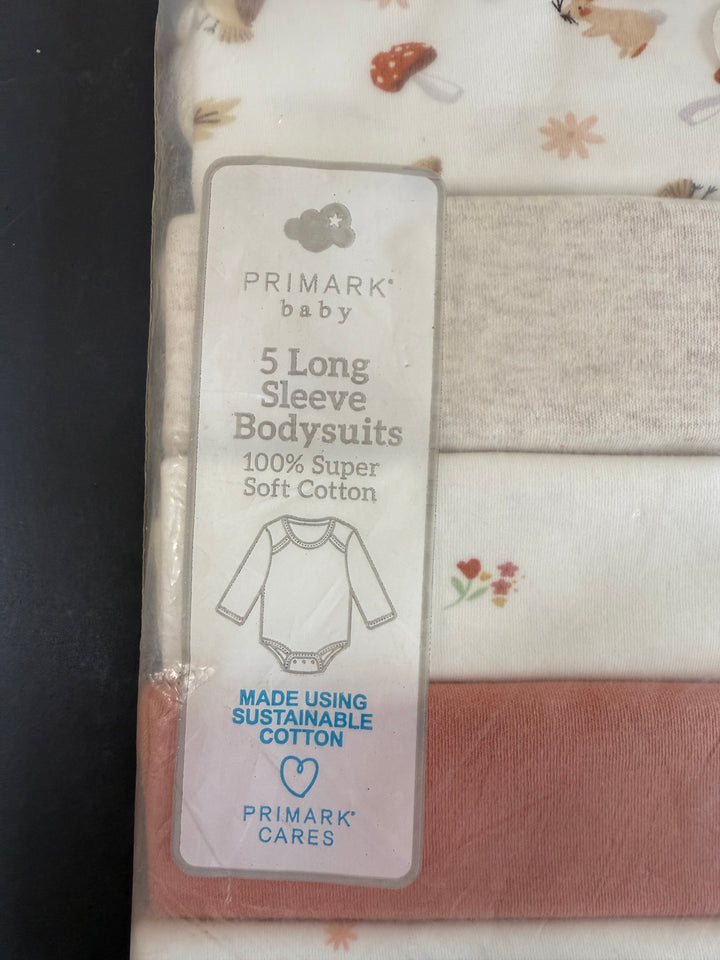 PRIMARK®
baby
5 Long
Sleeve
Bodysuits
100% Super
Soft Cotton
MADE USING
SUSTAINABLE
COTTON
PRIMARK®
CARES